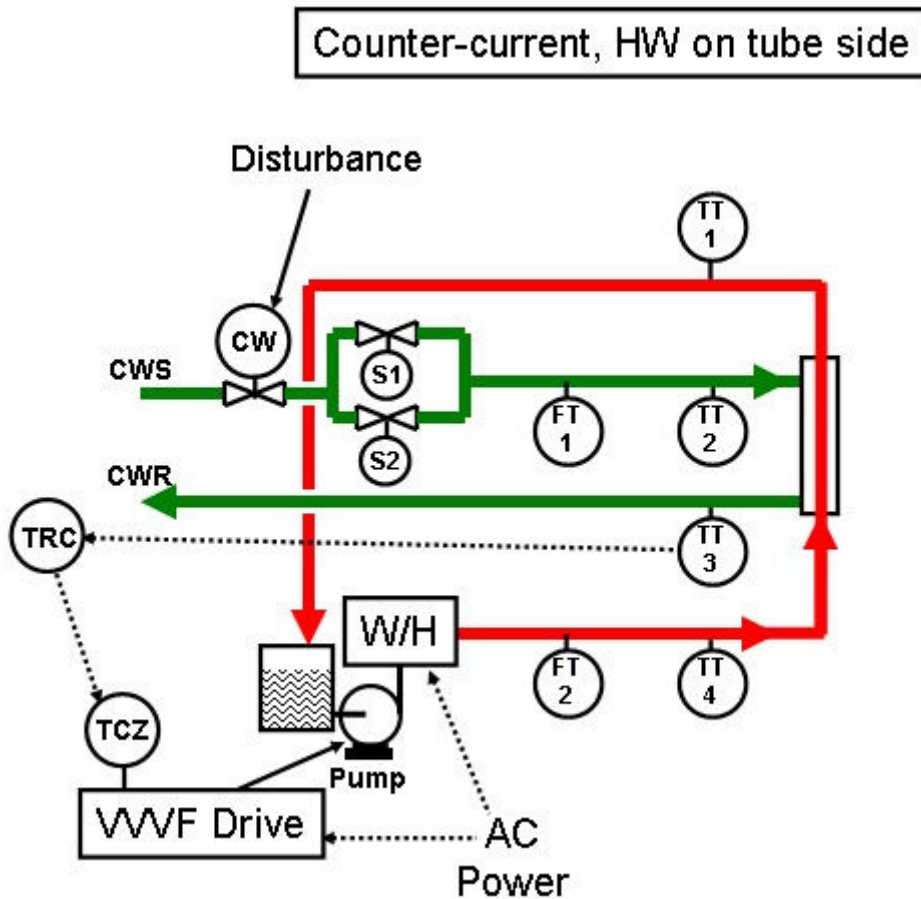 Counter-current, HW on tube side
Disturbance
TT
1
CW
CWS
S1
FT
1
TT
2
S2
CWR
TRC
TT
3
W/H
FT
2
TT
4
TCZ
Pump
VVVF Drive
AC
Power